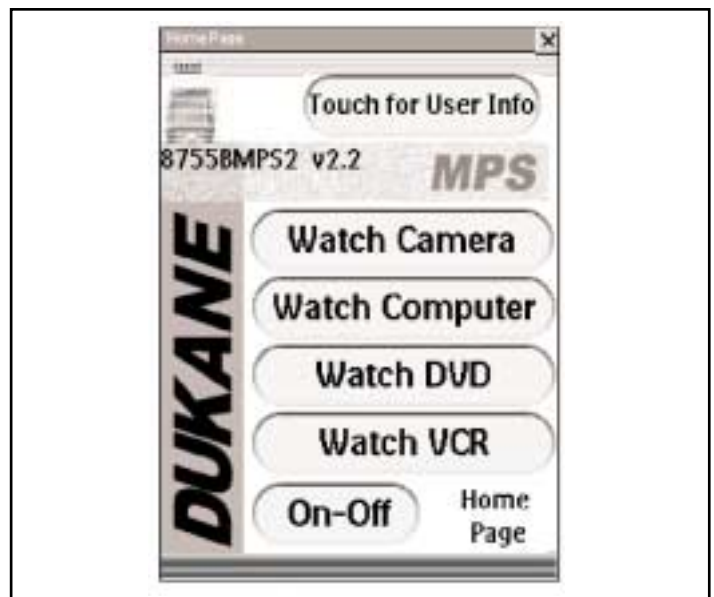 Home Page
Touch for User Info
8755BMPS2 v2.2
MPS
DUKANE
Watch Camera
Watch Computer
Watch DVD
Watch VCR
On-Off
Home
Page